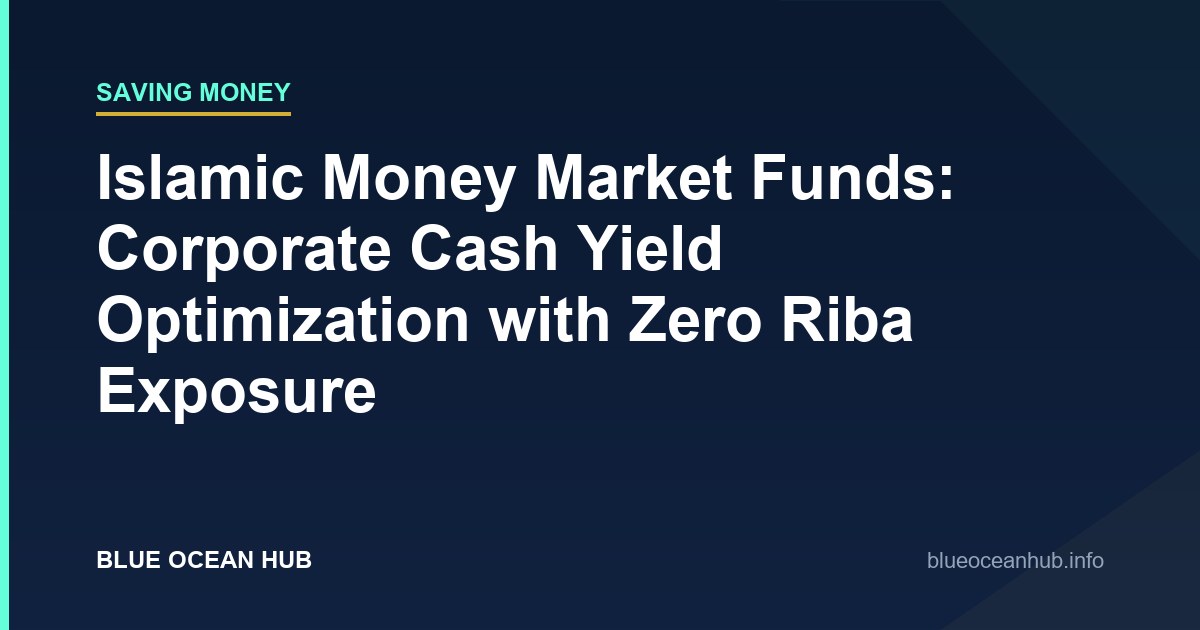 SAVING MONEY
Islamic Money Market Funds:
Corporate Cash Yield
Optimization with Zero Riba
Exposure
BLUE OCEAN HUB
blueoceanhub.info